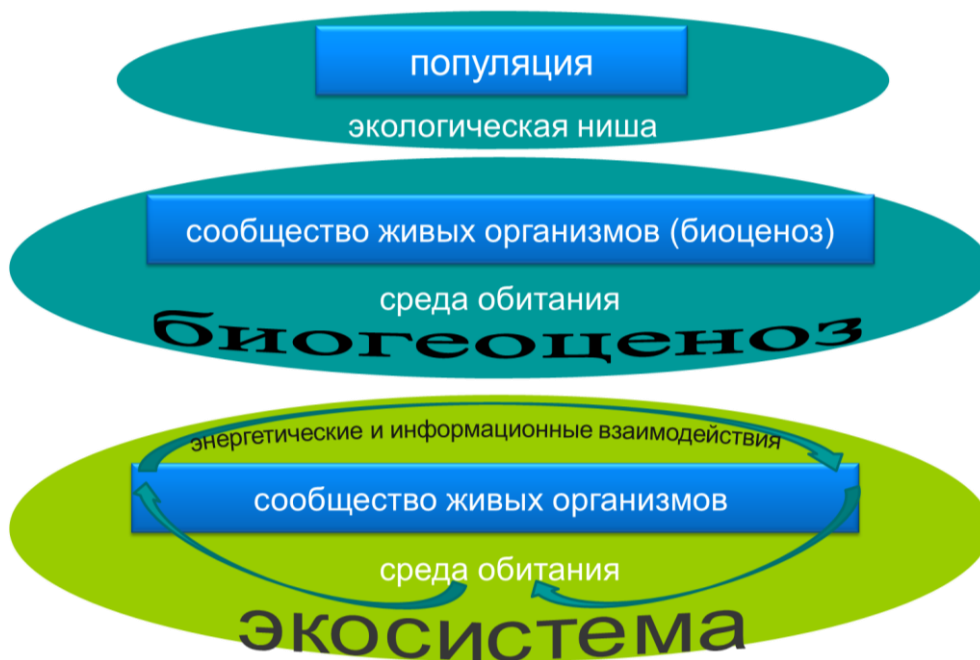 популяция
экологическая ниша
сообщество живых организмов (биоценоз)
среда обитания
биогеоценоз
энергетические и информационные взаимодействия
сообщество живых организмов
среда обитания
экосистема